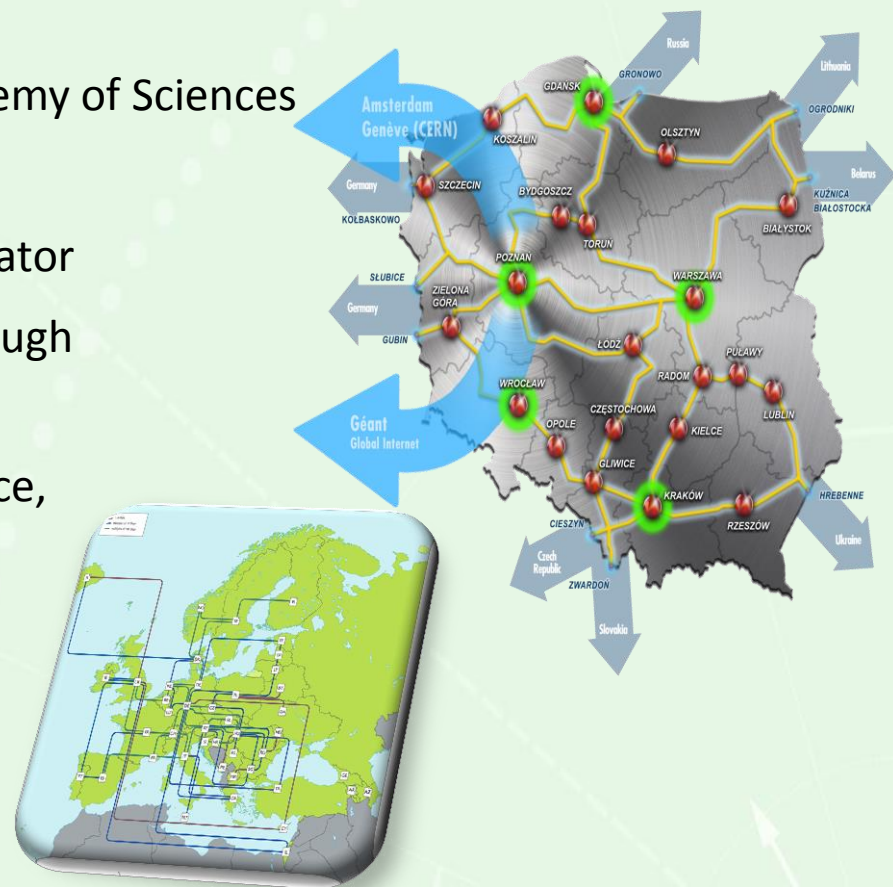 emy of Sciences
ator
ugh
ce,
Amsterdam
Genève (CERN)
Russia
GRONOWO
GDAŃSK
Lithuania
OGRODNIKI
KOSZALIN
OLSZTYN
Germany
SZCZECIN
KOŁBASKOWO
BYDGOSZCZ
TORUŃ
Belarus
KUŹNICA
BIAŁOSTOCKA
BIAŁYSTOK
POZNAŃ
WARSZAWA
SŁUBICE
ZIELONA
GÓRA
Germany
GUBIN
ŁÓDŹ
PUŁAWY
RADOM
LUBLIN
WROCŁAW
CZĘSTOCHOWA
KIELCE
OPOLE
Géant
Global Internet
GLIWICE
KRAKÓW
RZESZÓW
HREBENNE
Ukraine
CIESZYN
Czech
Republic
ZWARDOŃ
Slovakia